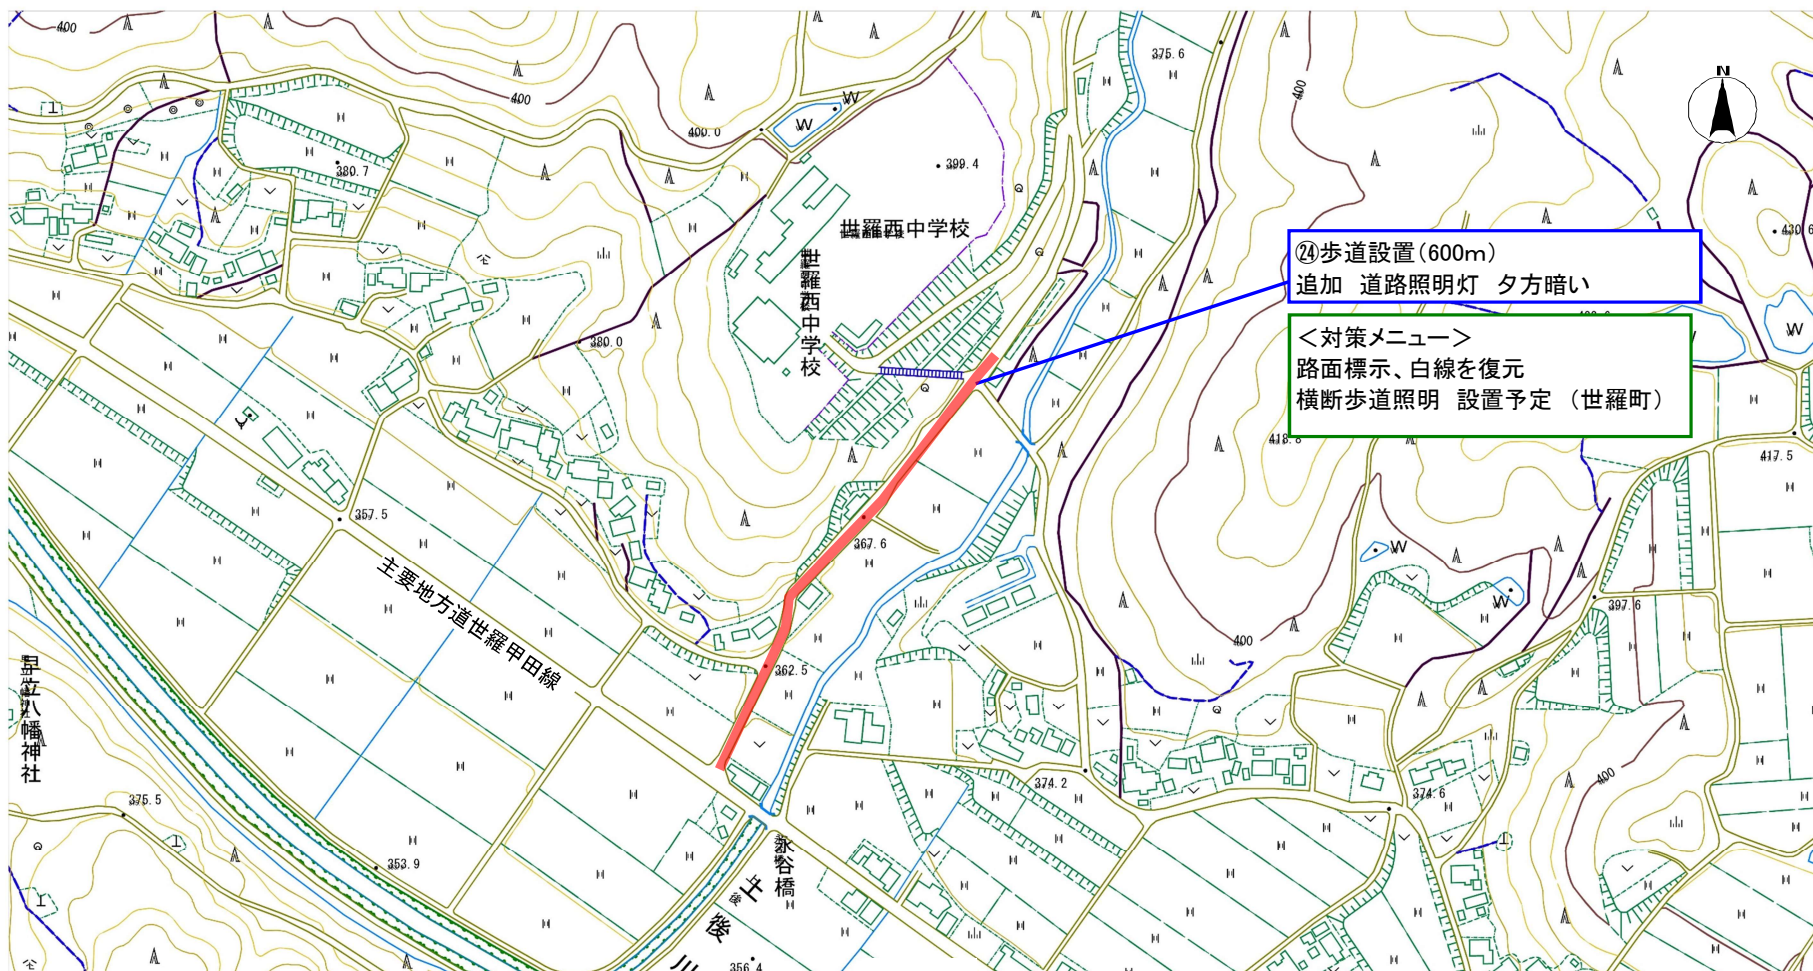 400
400
400.0
W
W
399.4
375.6
400
N
380.7
世羅西中学校
世羅西中学校
430.6
㉔歩道設置(600m)
追加 道路照明灯 夕方暗い
<対策メニュー>
路面標示、白線を復元
横断歩道照明 設置予定 (世羅町)
W
380.0
418.8
417.5
357.5
367.6
W
W
397.6
主要地方道世羅甲田線
400
362.5
早立八幡神社
375.5
374.2
374.6
400
353.9
永谷橋
土後川
356.4